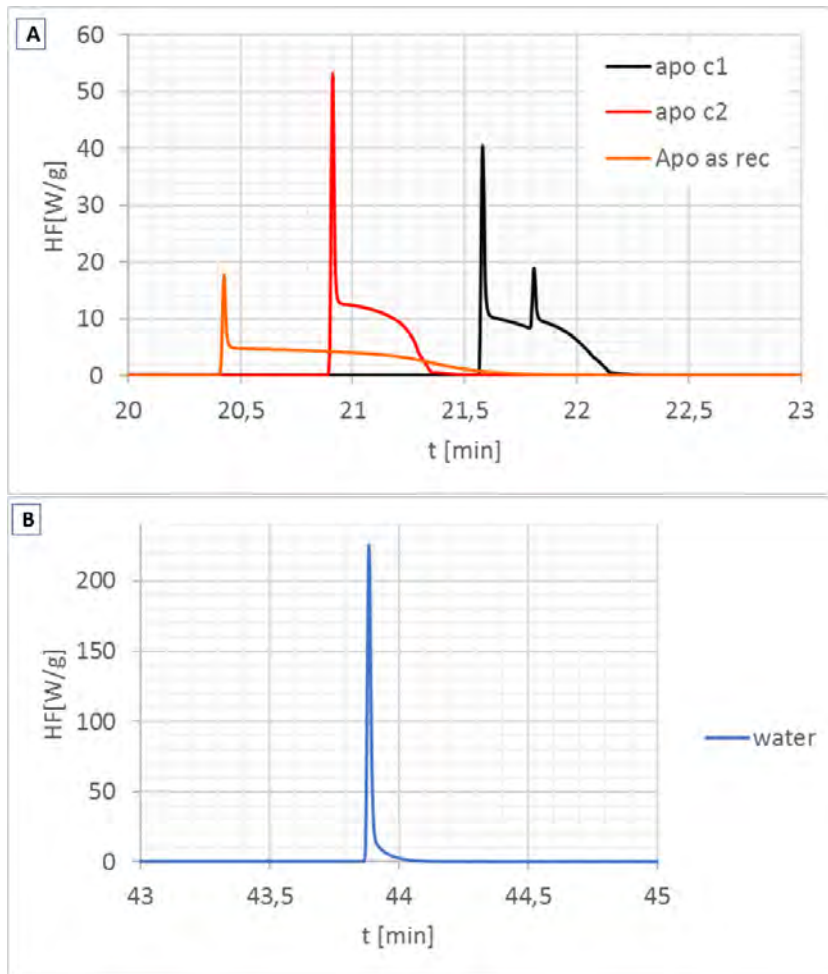 A
60
50
40
30
20
10
0
HF[W/g]
apo c1
apo c2
Apo as rec
20 20,5 21 21,5 22 22,5 23
t [min]
B
200
150
100
50
0
HF[W/g]
water
43 43,5 44 44,5 45
t [min]